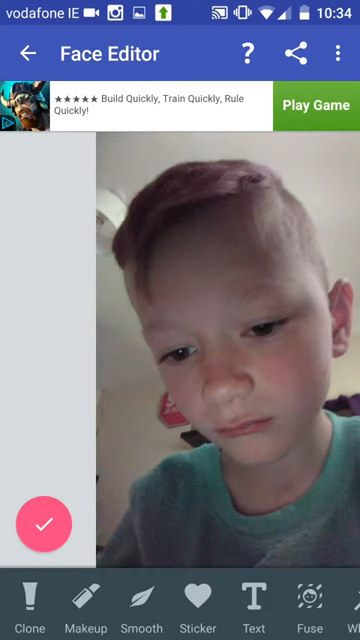 vodafone IE 10:34
Face Editor ?
★★★★★ Build Quickly, Train Quickly, Rule
Quickly!
Play Game
Clone Makeup Smooth Sticker Text Fuse